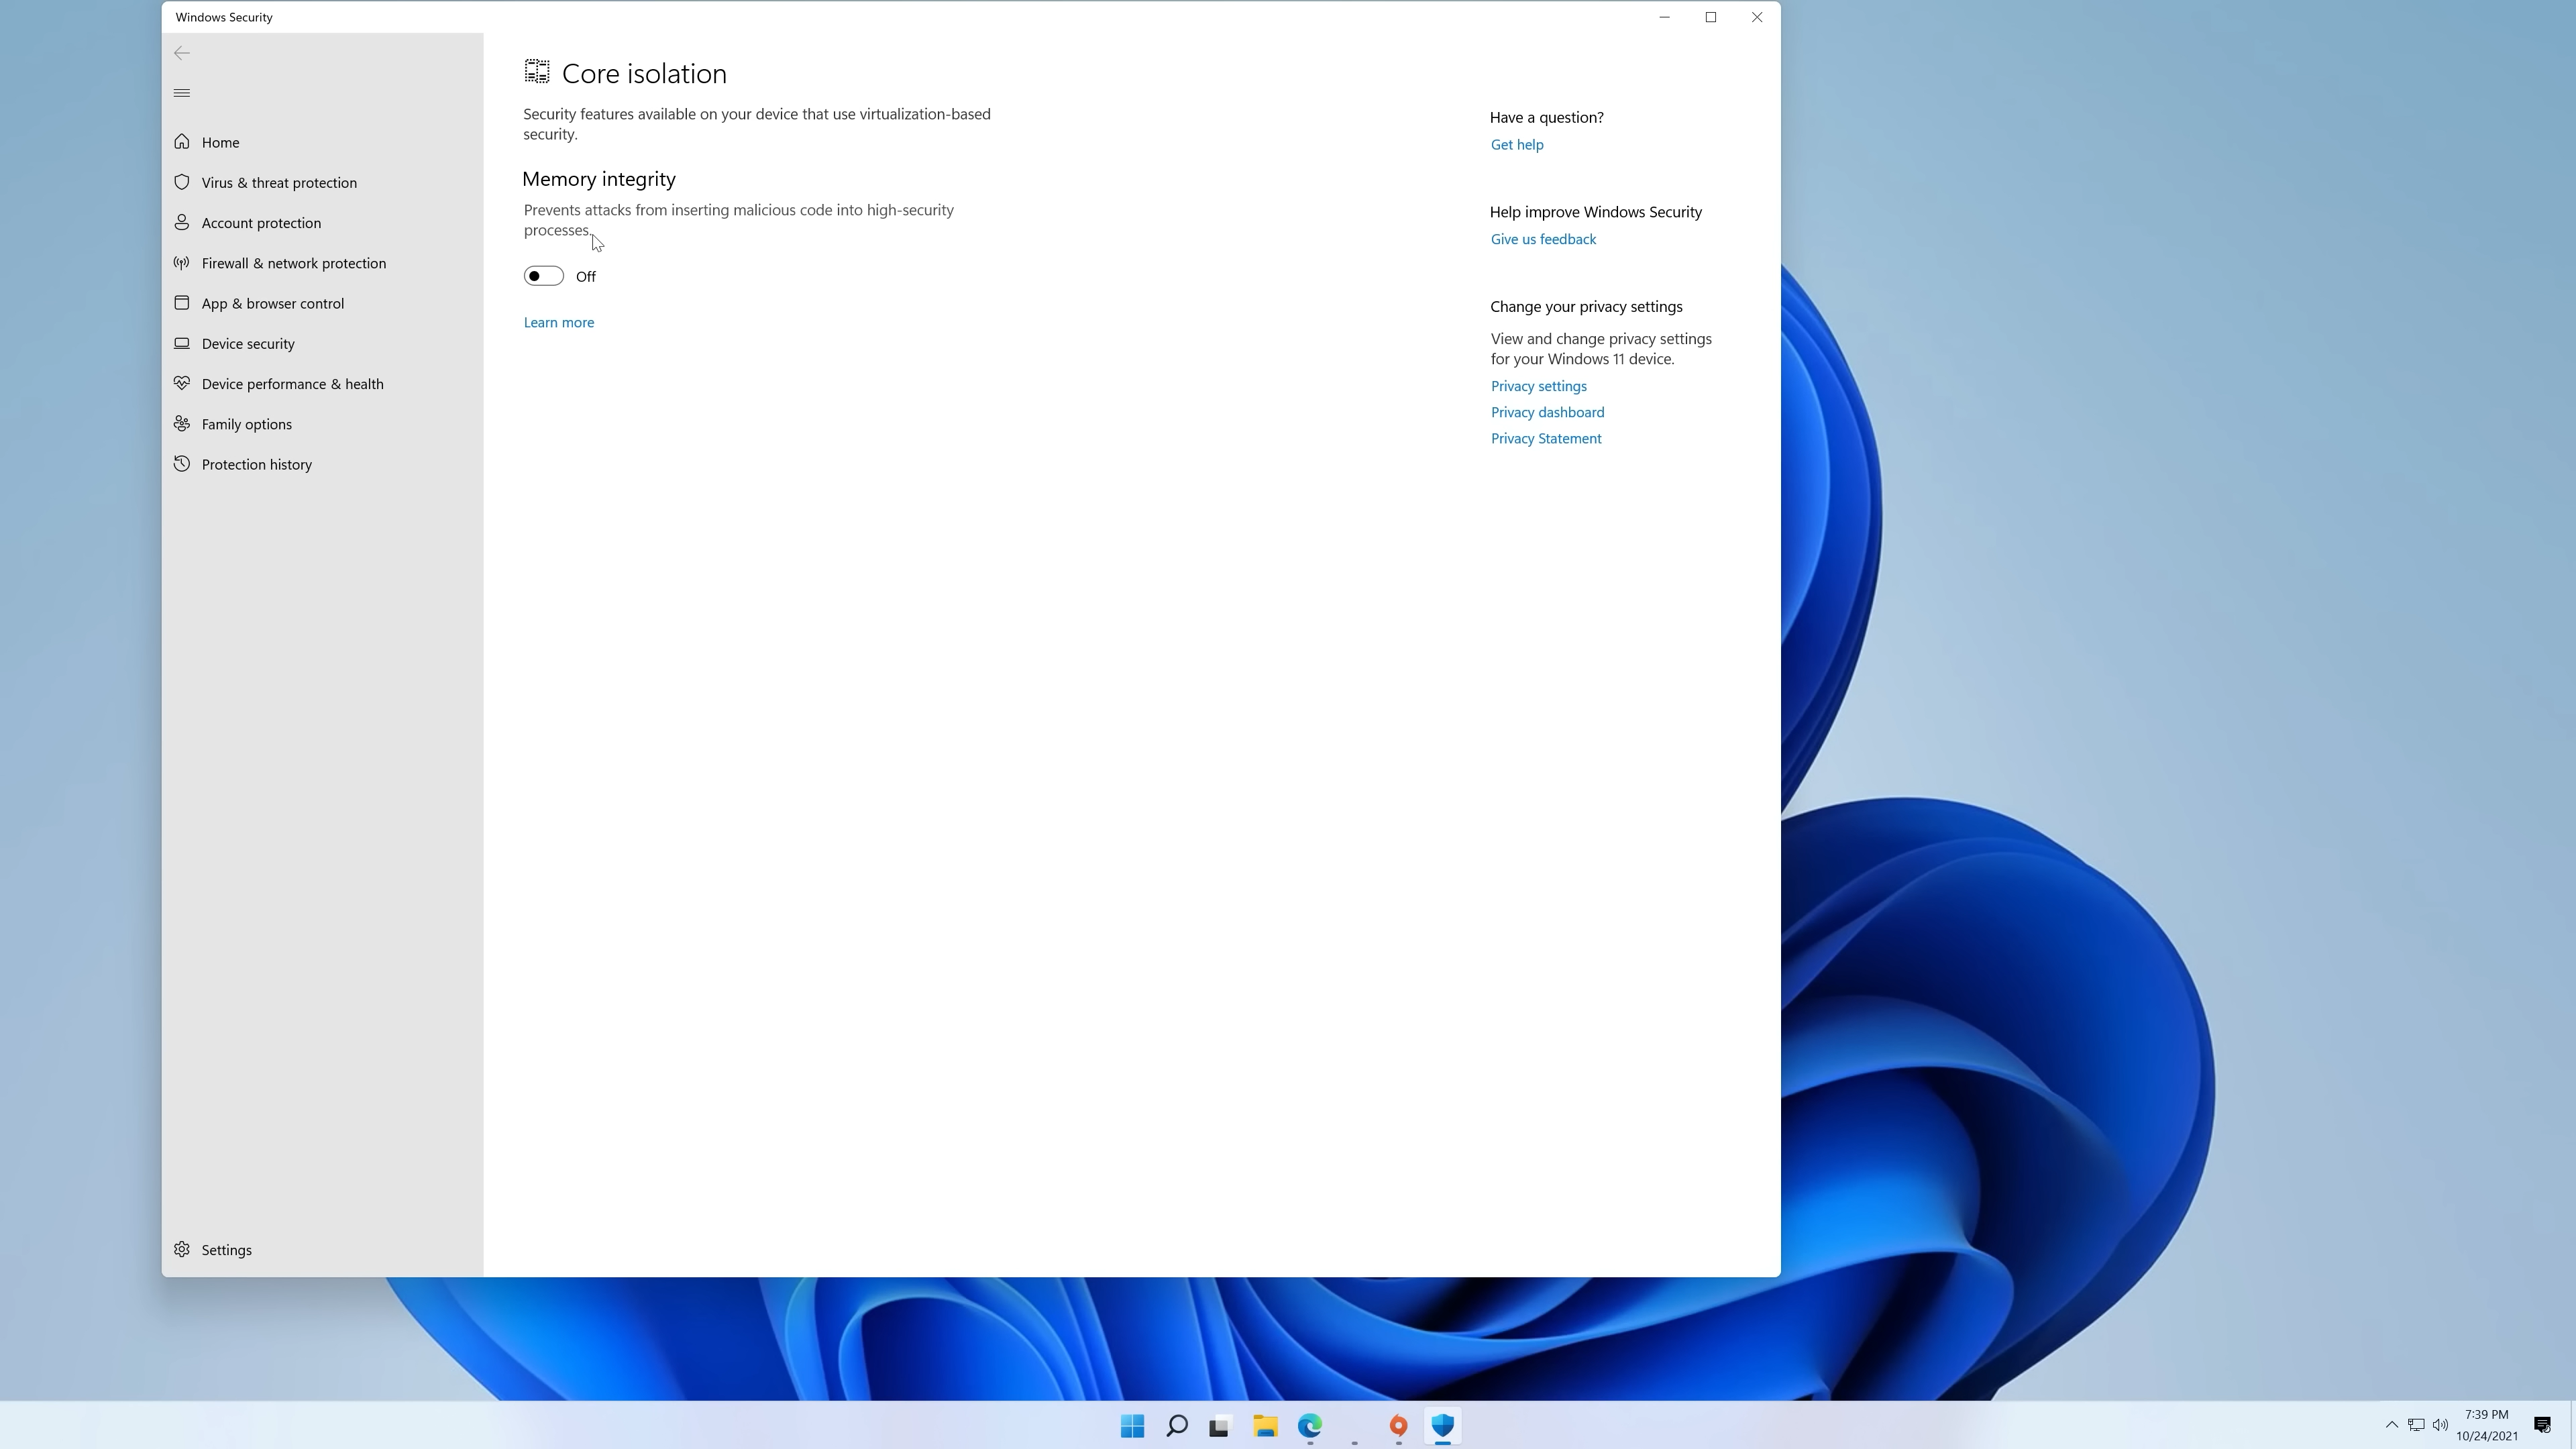 Windows Security
Home
Virus & threat protection
Account protection
Firewall & network protection
App & browser control
Device security
Device performance & health
Family options
Protection history
Settings
Core isolation
Security features available on your device that use virtualization-based
security.
Memory integrity
Prevents attacks from inserting malicious code into high-security
processes.
Off
Learn more
Have a question?
Get help
Help improve Windows Security
Give us feedback
Change your privacy settings
View and change privacy settings
for your Windows 11 device.
Privacy settings
Privacy dashboard
Privacy Statement
7:39 PM
10/24/2021